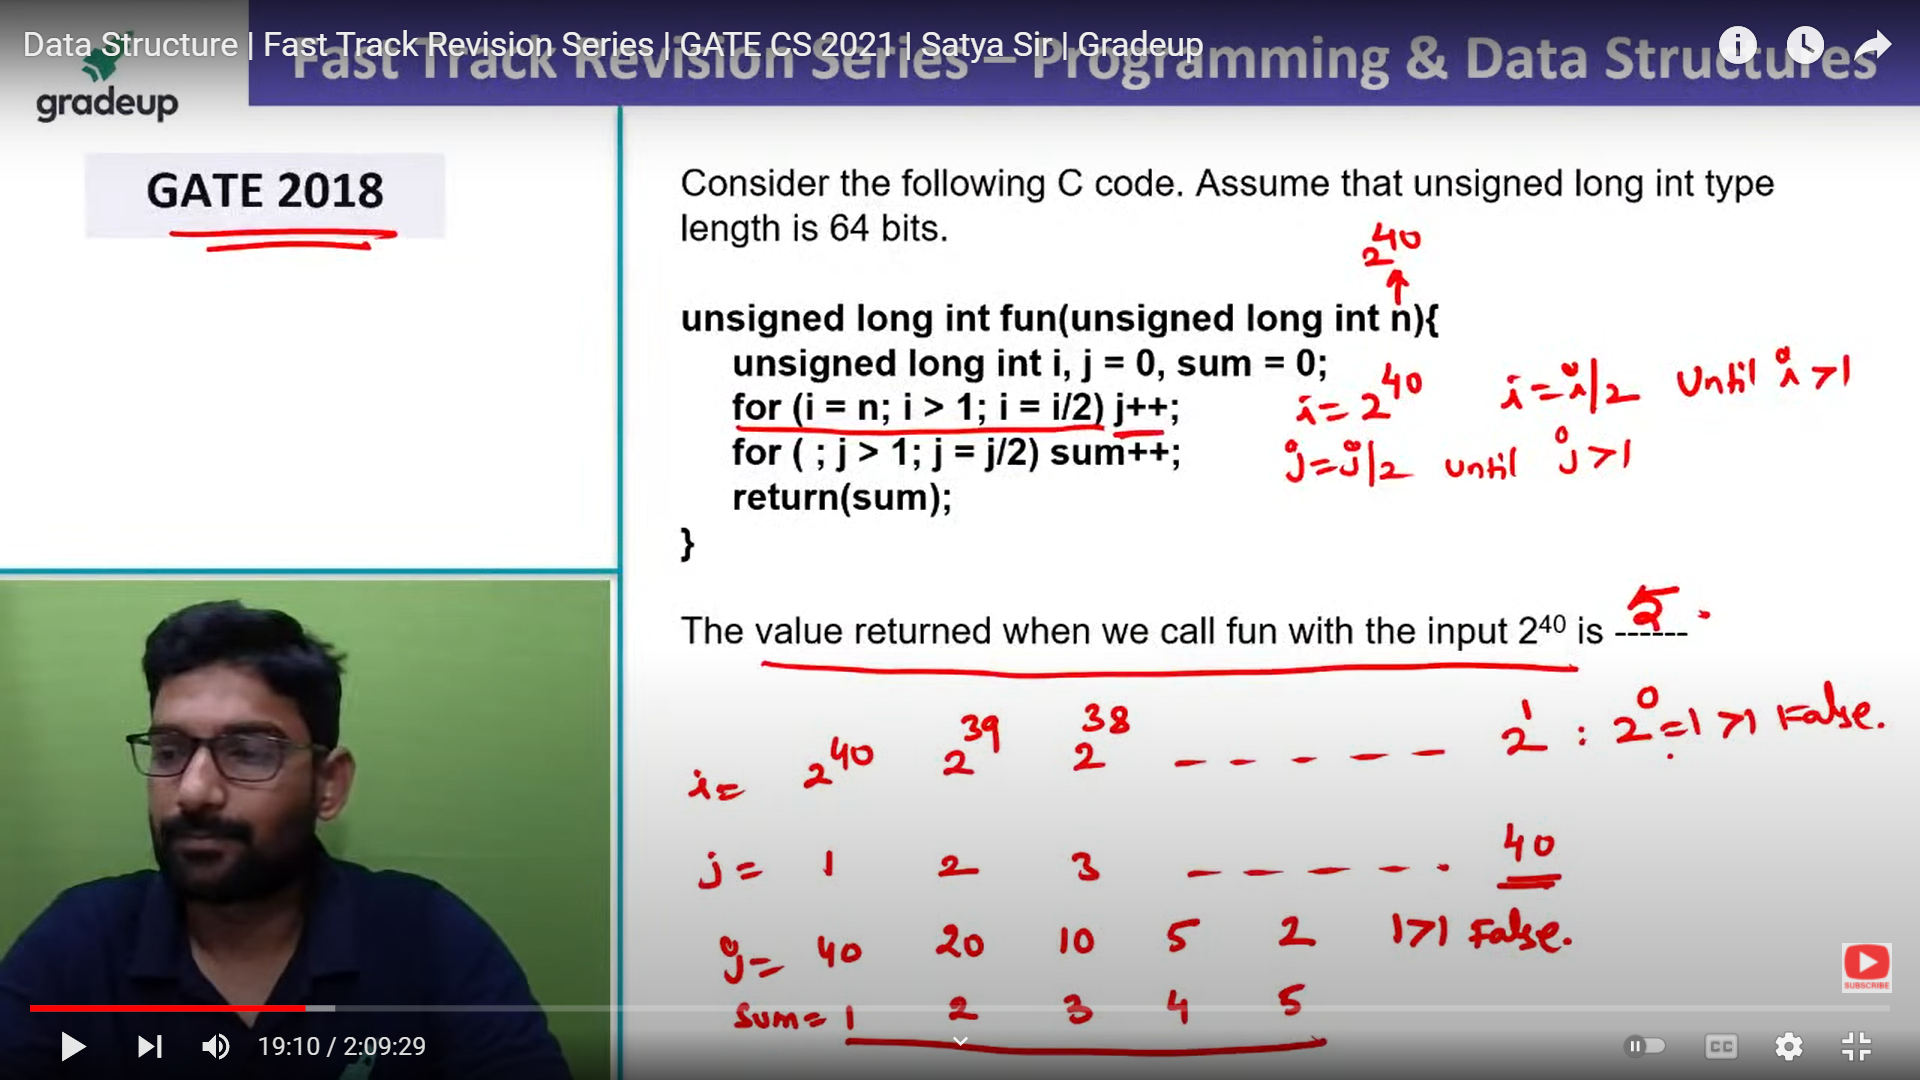 Data Structure | Fast Track Revision Series | GATE CS 2021 | Satya Sir | Gradeup
Fast Track Revision Series – Programming & Data Structures
gradeup
GATE 2018
Consider the following C code. Assume that unsigned long int type
length is 64 bits.
2^40
unsigned long int fun(unsigned long int n){
unsigned long int i, j = 0, sum = 0;
for (i = n; i > 1; i = i/2) j++;
i = 2^40 i = i/2 until i > 1
for ( ; j > 1; j = j/2) sum++;
j = j/2 until j > 1
return(sum);
}
The value returned when we call fun with the input 2^40 is ------ 5.
i = 2^40 2^39 2^38 - - - - - 2^1 : 2^0 = 1 > 1 False.
j = 1 2 3 - - - - . 40
j = 40 20 10 5 2 1 > 1 False.
Sum = 1 2 3 4 5
SUBSCRIBE
19:10 / 2:09:29
CC